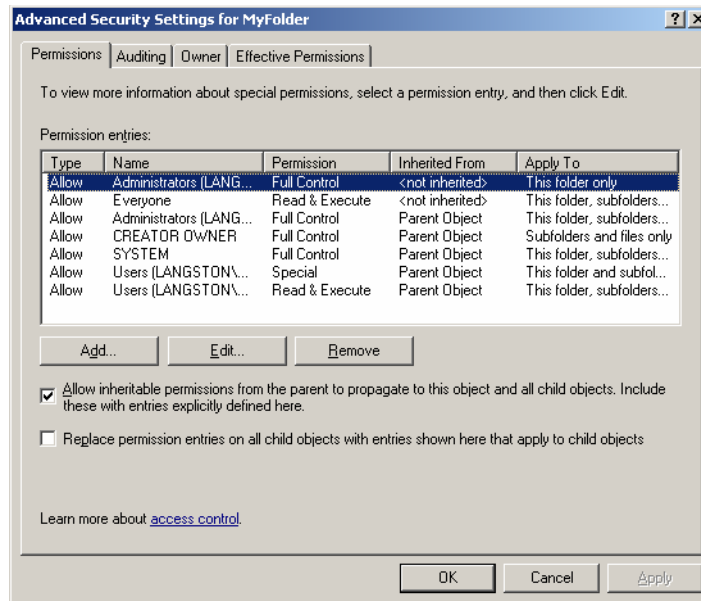 Advanced Security Settings for MyFolder
Permissions Auditing Owner Effective Permissions
To view more information about special permissions, select a permission entry, and then click Edit.
Permission entries:
Type Name Permission Inherited From Apply To
Allow Administrators (LANG... Full Control <not inherited> This folder only
Allow Everyone Read & Execute <not inherited> This folder, subfolders...
Allow Administrators (LANG... Full Control Parent Object This folder, subfolders...
Allow CREATOR OWNER Full Control Parent Object Subfolders and files only
Allow SYSTEM Full Control Parent Object This folder, subfolders...
Allow Users (LANGSTON\... Special Parent Object This folder and subfol...
Allow Users (LANGSTON\... Read & Execute Parent Object This folder, subfolders...
Add... Edit... Remove
Allow inheritable permissions from the parent to propagate to this object and all child objects. Include
these with entries explicitly defined here.
Replace permission entries on all child objects with entries shown here that apply to child objects
Learn more about access control.
OK Cancel Apply